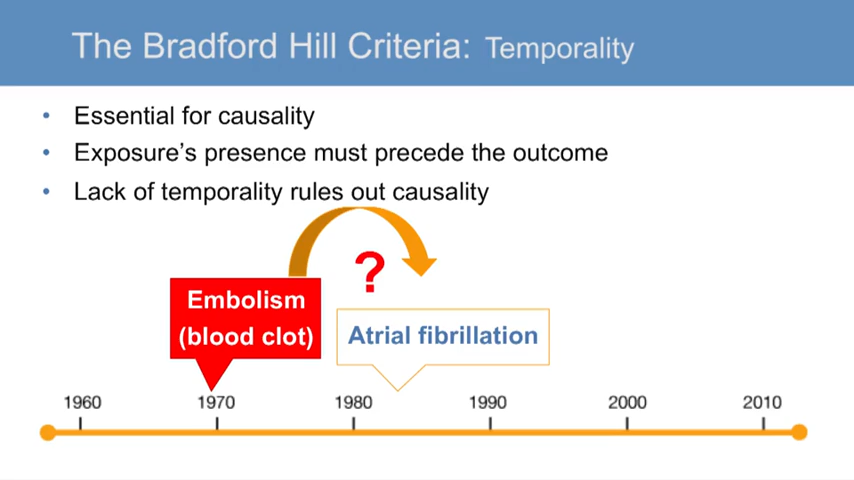 The Bradford Hill Criteria: Temporality
• Essential for causality
• Exposure's presence must precede the outcome
• Lack of temporality rules out causality
?
Embolism
(blood clot)
Atrial fibrillation
1960 1970 1980 1990 2000 2010